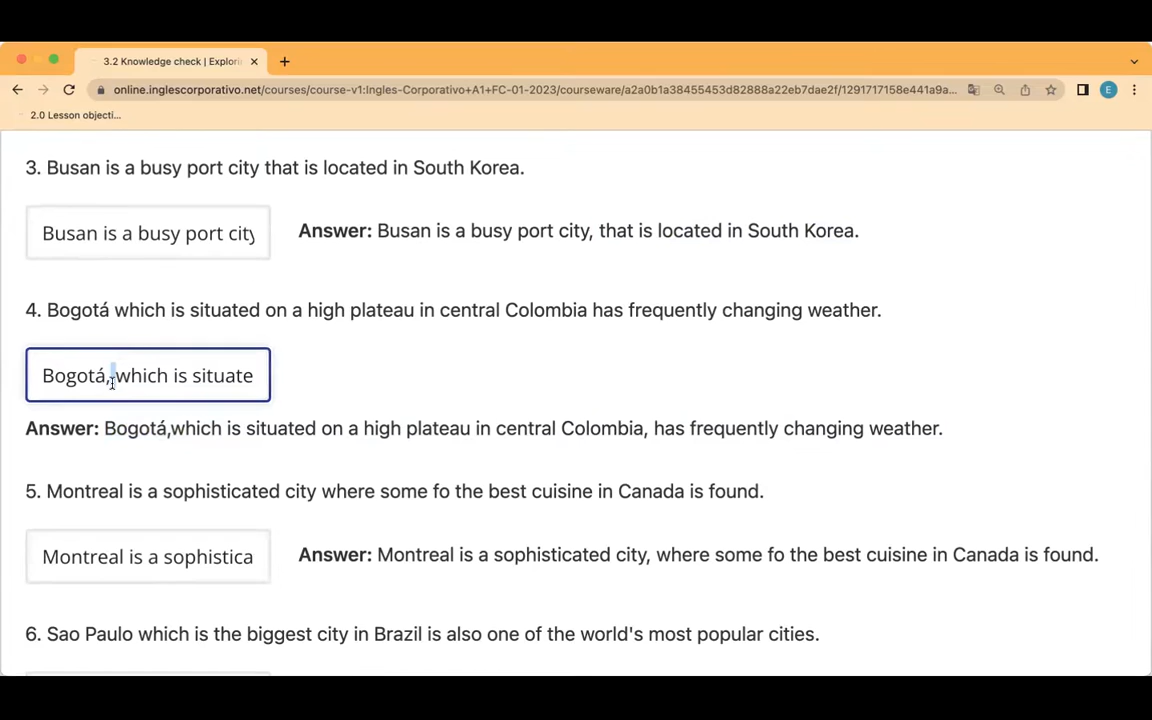 3.2 Knowledge check | Explori
online.inglescorporativo.net/courses/course-v1:Ingles-Corporativo+A1+FC-01-2023/courseware/a2a0b1a38455453d82888a22eb7dae2f/1291717158e441a9a...
E
2.0 Lesson objecti...
3. Busan is a busy port city that is located in South Korea.
Busan is a busy port city
Answer: Busan is a busy port city, that is located in South Korea.
4. Bogotá which is situated on a high plateau in central Colombia has frequently changing weather.
Bogotá, which is situate
Answer: Bogotá,which is situated on a high plateau in central Colombia, has frequently changing weather.
5. Montreal is a sophisticated city where some fo the best cuisine in Canada is found.
Montreal is a sophistica
Answer: Montreal is a sophisticated city, where some fo the best cuisine in Canada is found.
6. Sao Paulo which is the biggest city in Brazil is also one of the world's most popular cities.